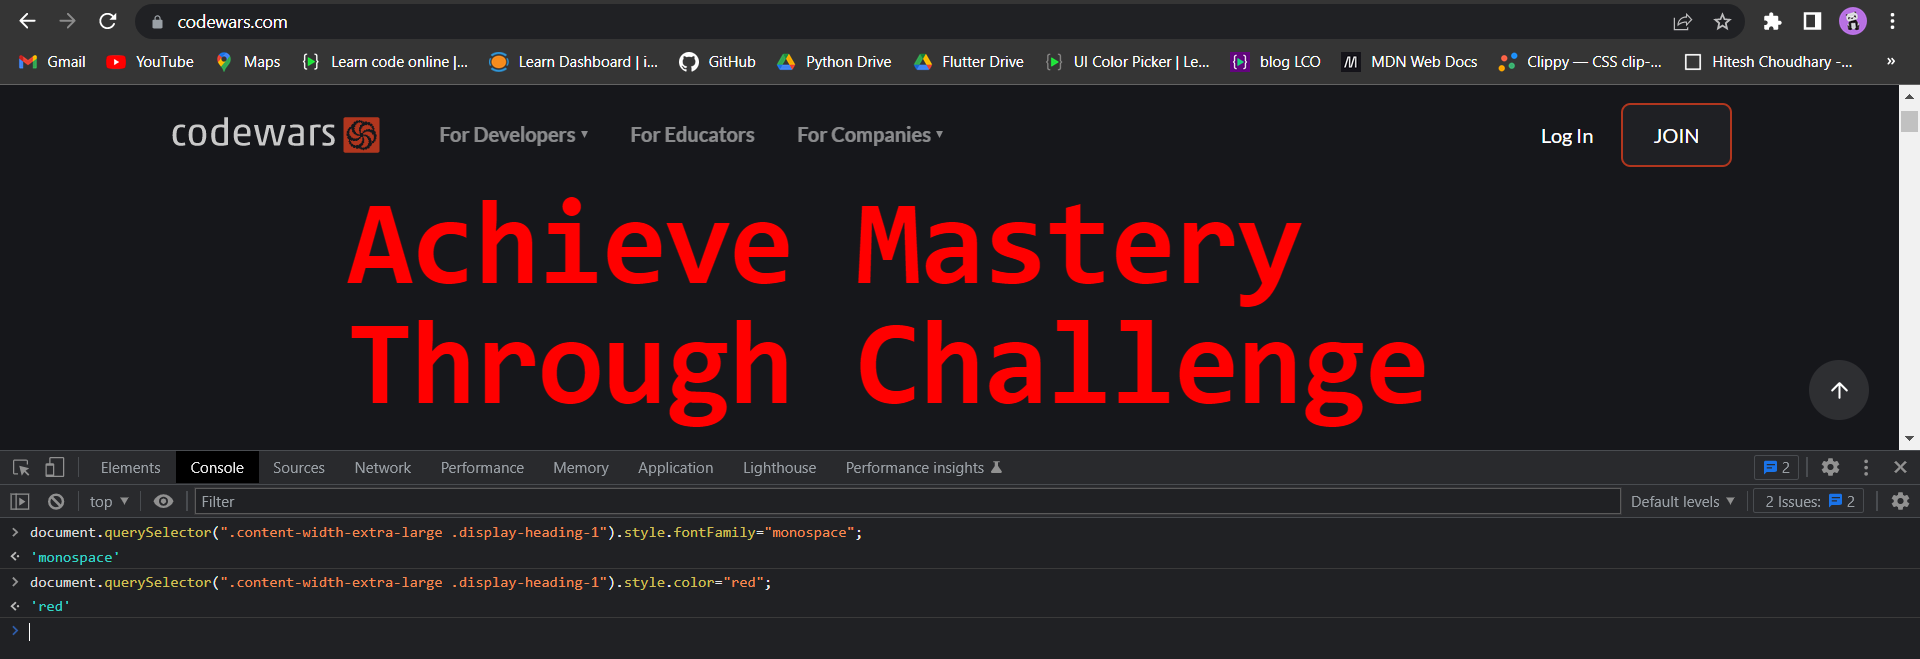 codewars.com
Gmail YouTube Maps Learn code online |... Learn Dashboard | i... GitHub Python Drive Flutter Drive UI Color Picker | Le... blog LCO MDN Web Docs Clippy — CSS clip-... Hitesh Choudhary -... »
codewars For Developers ▾ For Educators For Companies ▾ Log In JOIN
Achieve Mastery
Through Challenge
Elements Console Sources Network Performance Memory Application Lighthouse Performance insights 2
top ▼ Filter Default levels ▼ 2 Issues: 2
> document.querySelector(".content-width-extra-large .display-heading-1").style.fontFamily="monospace";
'monospace'
> document.querySelector(".content-width-extra-large .display-heading-1").style.color="red";
'red'
>